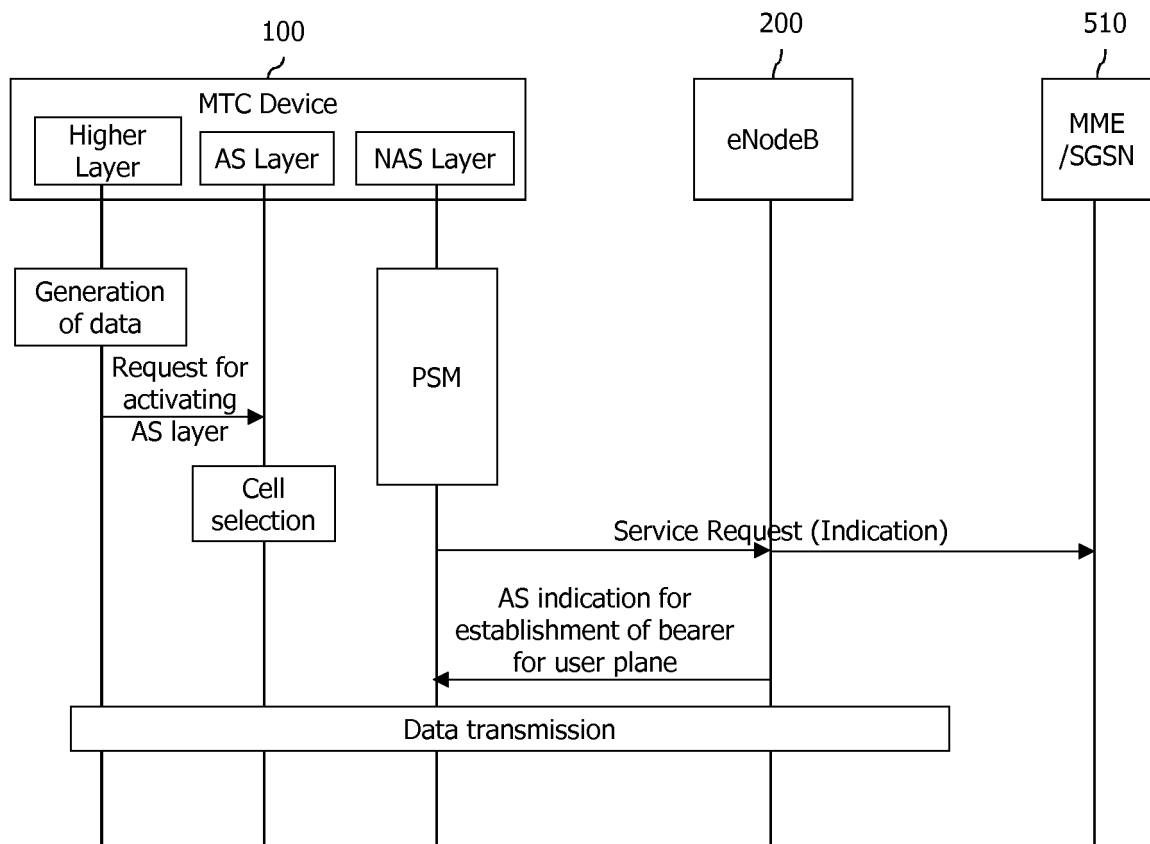 100
200
510
MTC Device
Higher
Layer
AS Layer
NAS Layer
eNodeB
MME
/SGSN
Generation
of data
PSM
Request for
activating
AS layer
Cell
selection
Service Request (Indication)
AS indication for
establishment of bearer
for user plane
Data transmission